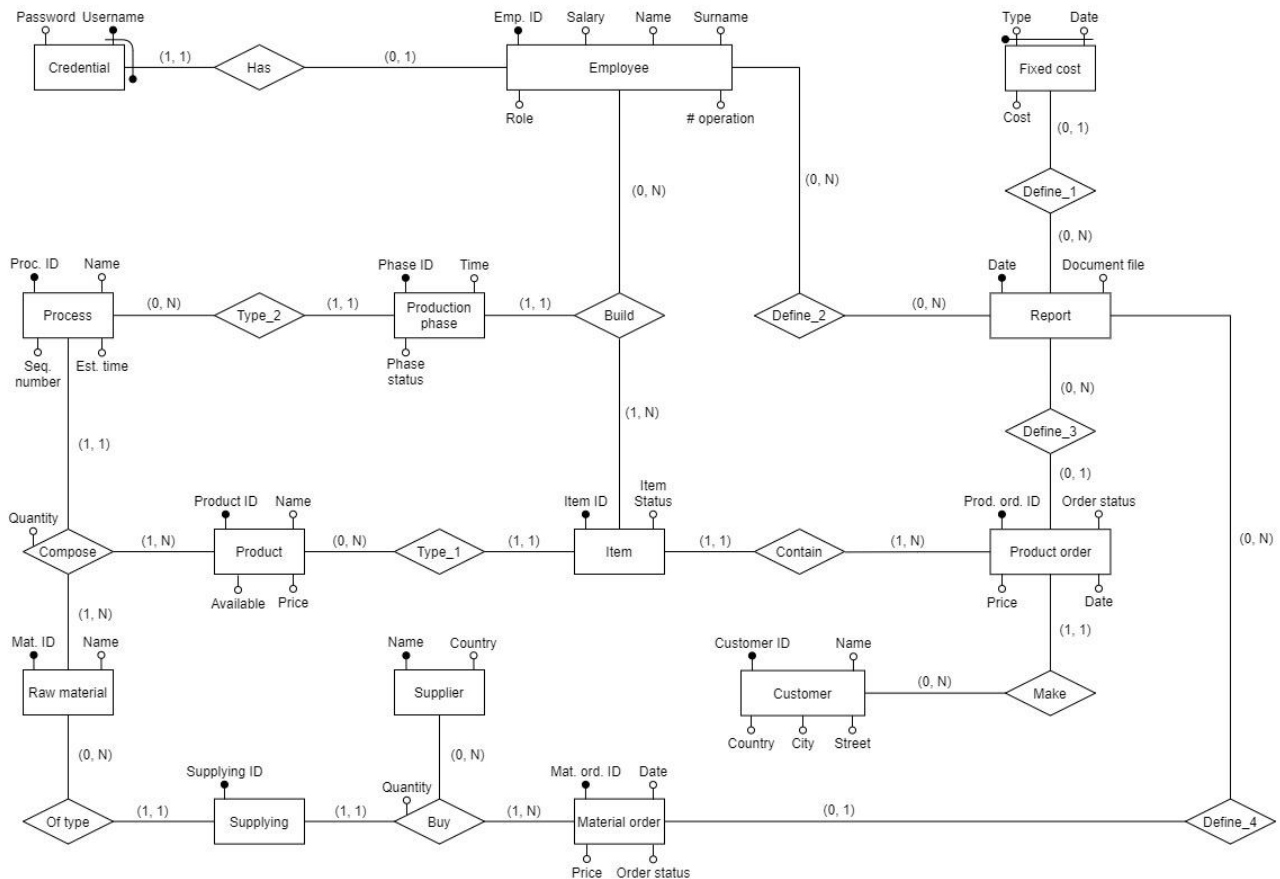 Password Username Emp. ID Salary Name Surname Type Date
Credential (1, 1) Has (0, 1) Employee Fixed cost
Role # operation Cost
(0, 1)
(0, N) (0, N) Define_1
(0, N)
Proc. ID Name Phase ID Time Date Document file
Process (0, N) Type_2 (1, 1) Production phase (1, 1) Build Define_2 (0, N) Report
Seq. number Est. time Phase status
(0, N)
(1, N)
Define_3
(1, 1)
(0, 1)
Quantity Product ID Name Item ID Item Status Prod. ord. ID Order status
Compose (1, N) Product (0, N) Type_1 (1, 1) Item (1, 1) Contain (1, N) Product order (0, N)
Available Price Price Date
(1, N) (1, 1)
Mat. ID Name Name Country Customer ID Name
Raw material Supplier Customer (0, N) Make
Country City Street
(0, N) (0, N)
Supplying ID Quantity Mat. ord. ID Date
Of type (1, 1) Supplying (1, 1) Buy (1, N) Material order (0, 1) Define_4
Price Order status